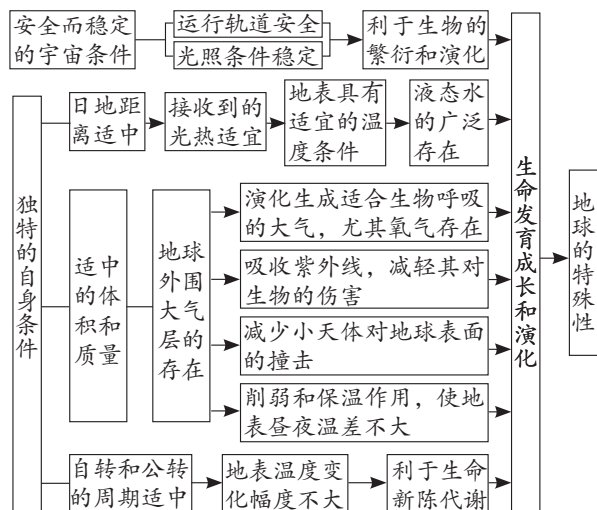 安全而稳定
的宇宙条件
运行轨道安全
光照条件稳定
利于生物的
繁衍和演化
独特的自身条件
日地距
离适中
接收到的
光热适宜
地表具有
适宜的温
度条件
液态水
的广泛
存在
适中
的体
积和
质量
地球
外围
大气
层的
存在
演化生成适合生物呼吸
的大气，尤其氧气存在
吸收紫外线，减轻其对
生物的伤害
减少小天体对地球表面
的撞击
削弱和保温作用，使地
表昼夜温差不大
自转和公转
的周期适中
地表温度变
化幅度不大
利于生命
新陈代谢
生命发育成长和演化
地球的特殊性